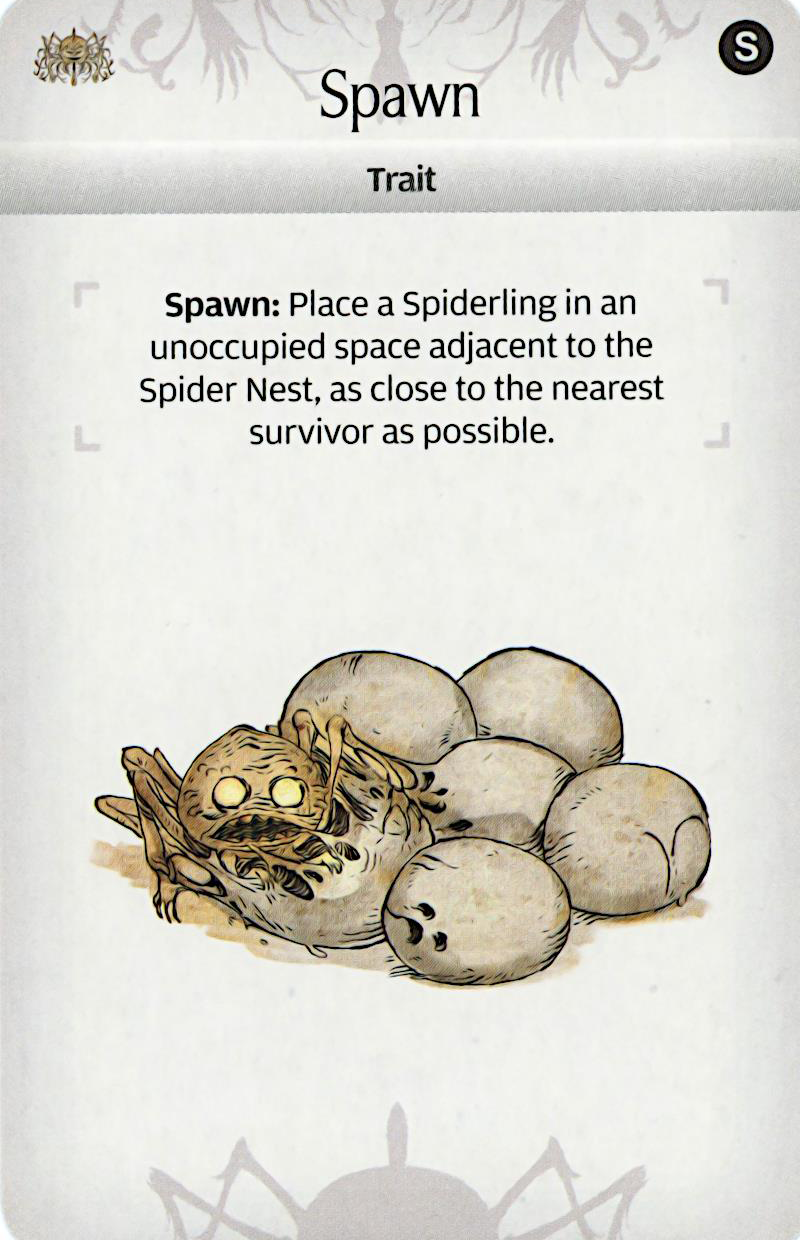 S
Spawn
Trait
Spawn: Place a Spiderling in an
unoccupied space adjacent to the
Spider Nest, as close to the nearest
survivor as possible.